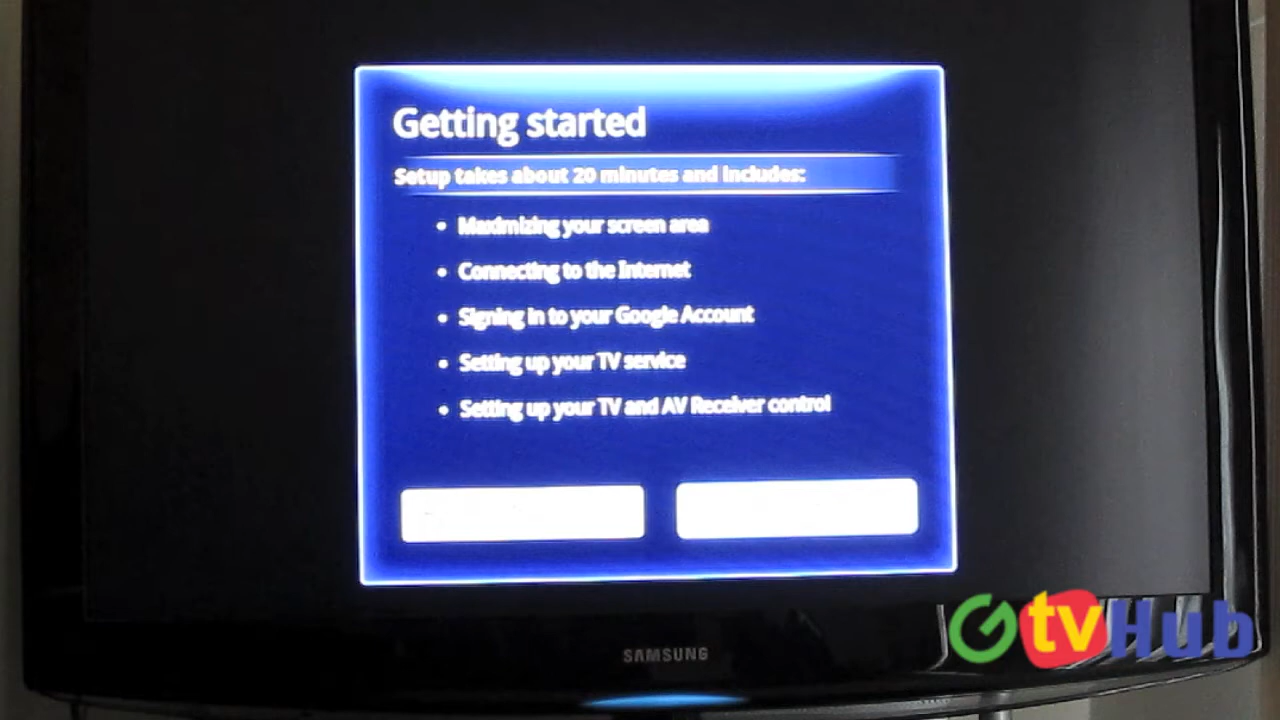 Getting started
Setup takes about 20 minutes and includes:
• Maximizing your screen area
• Connecting to the Internet
• Signing in to your Google Account
• Setting up your TV service
• Setting up your TV and AV Receiver control
SAMSUNG
GtvHub